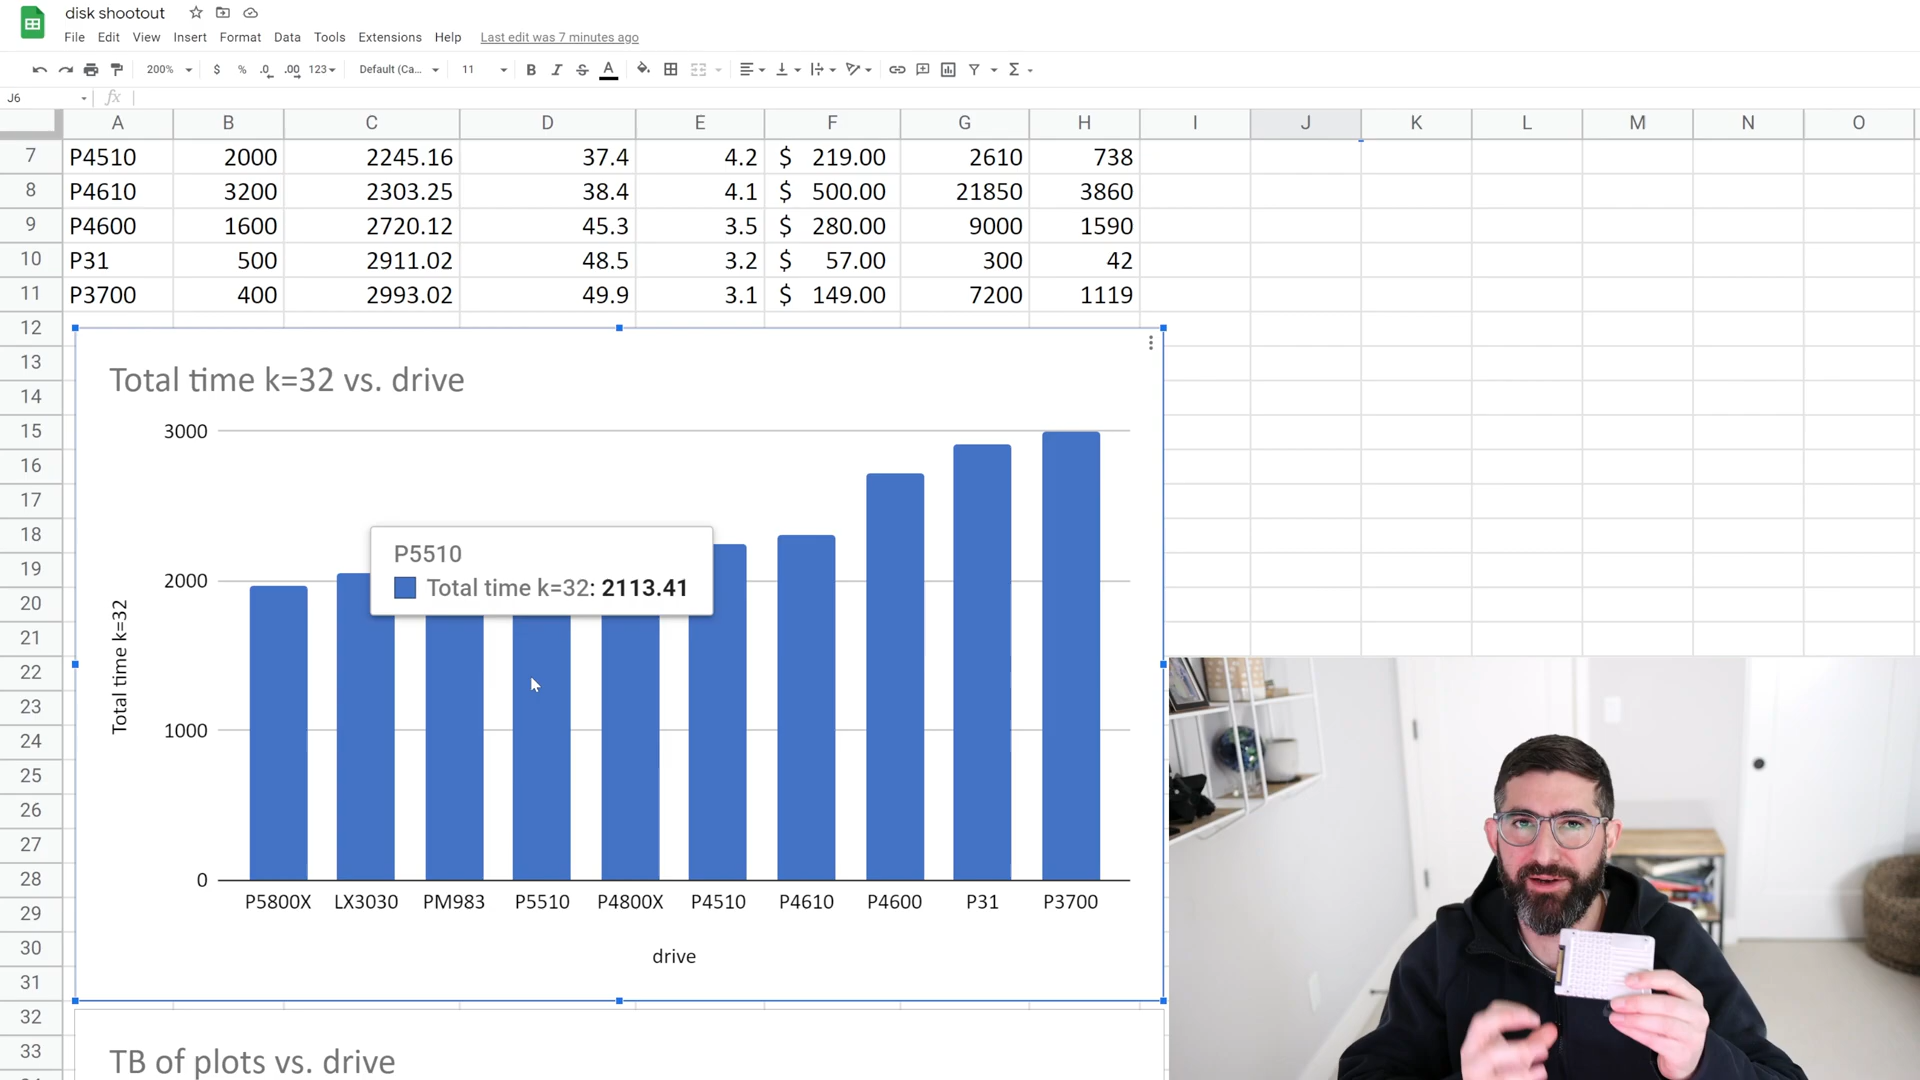 disk shootout
File Edit View Insert Format Data Tools Extensions Help Last edit was 7 minutes ago
200% $ % .0 .00 123 Default (Ca... 11 B I S A Σ
J6 fx
A B C D E F G H I J K L M N O
7 P4510 2000 2245.16 37.4 4.2 $ 219.00 2610 738
8 P4610 3200 2303.25 38.4 4.1 $ 500.00 21850 3860
9 P4600 1600 2720.12 45.3 3.5 $ 280.00 9000 1590
10 P31 500 2911.02 48.5 3.2 $ 57.00 300 42
11 P3700 400 2993.02 49.9 3.1 $ 149.00 7200 1119
12
13
14
15
16
17
18
19
20
21
22
23
24
25
26
27
28
29
30
31
32
33
Total time k=32 vs. drive
3000
2000
1000
0
Total time k=32
P5510
Total time k=32: 2113.41
P5800X LX3030 PM983 P5510 P4800X P4510 P4610 P4600 P31 P3700
drive
TB of plots vs. drive